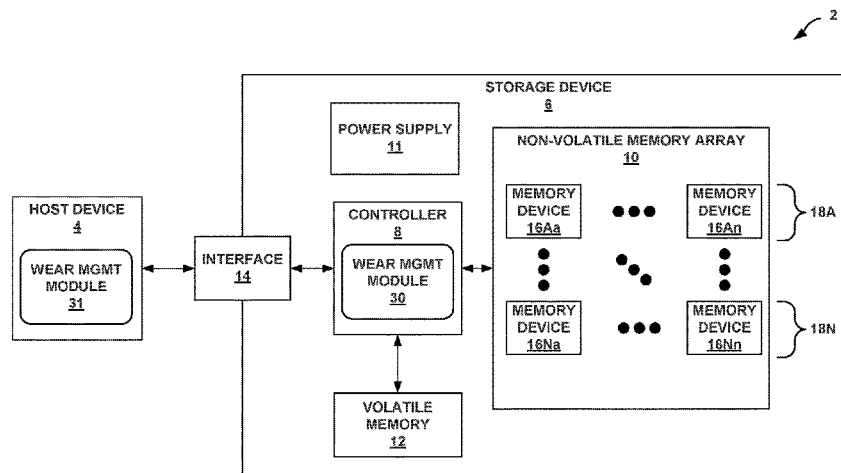 2
STORAGE DEVICE
6
POWER SUPPLY
11
NON-VOLATILE MEMORY ARRAY
10
MEMORY
DEVICE
16Aa
MEMORY
DEVICE
16An
18A
HOST DEVICE
4
WEAR MGMT
MODULE
31
INTERFACE
14
CONTROLLER
8
WEAR MGMT
MODULE
30
MEMORY
DEVICE
16Na
MEMORY
DEVICE
16Nn
18N
VOLATILE
MEMORY
12